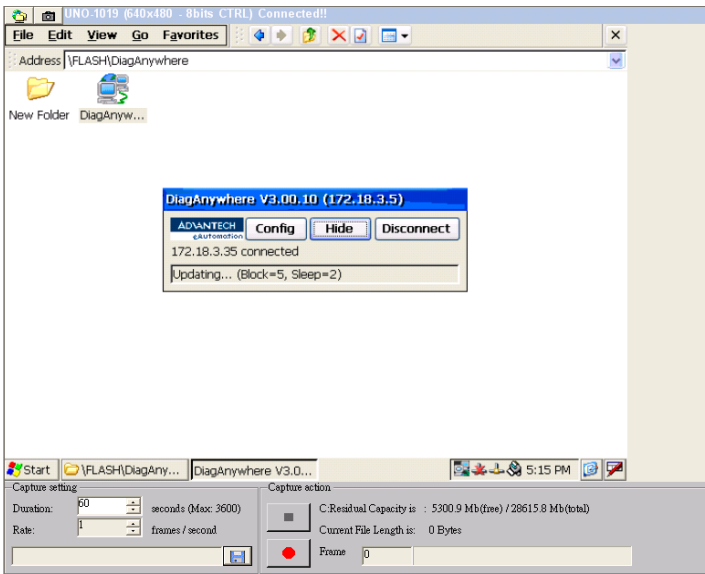 UNO-1019 (640x480 - 8bits CTRL) Connected!!
File Edit View Go Favorites
Address \FLASH\DiagAnywhere
New Folder DiagAnyw...
DiagAnywhere V3.00.10 (172.18.3.5)
ADVANTECH eAutomation Config Hide Disconnect
172.18.3.35 connected
Updating... (Block=5, Sleep=2)
Start \FLASH\DiagAny... DiagAnywhere V3.0... 5:15 PM
Capture setting Capture action
Duration: 60 seconds (Max: 3600) C:Residual Capacity is : 5300.9 Mb(free) / 28615.8 Mb(total)
Rate: 1 frames / second Current File Length is: 0 Bytes
Frame 0